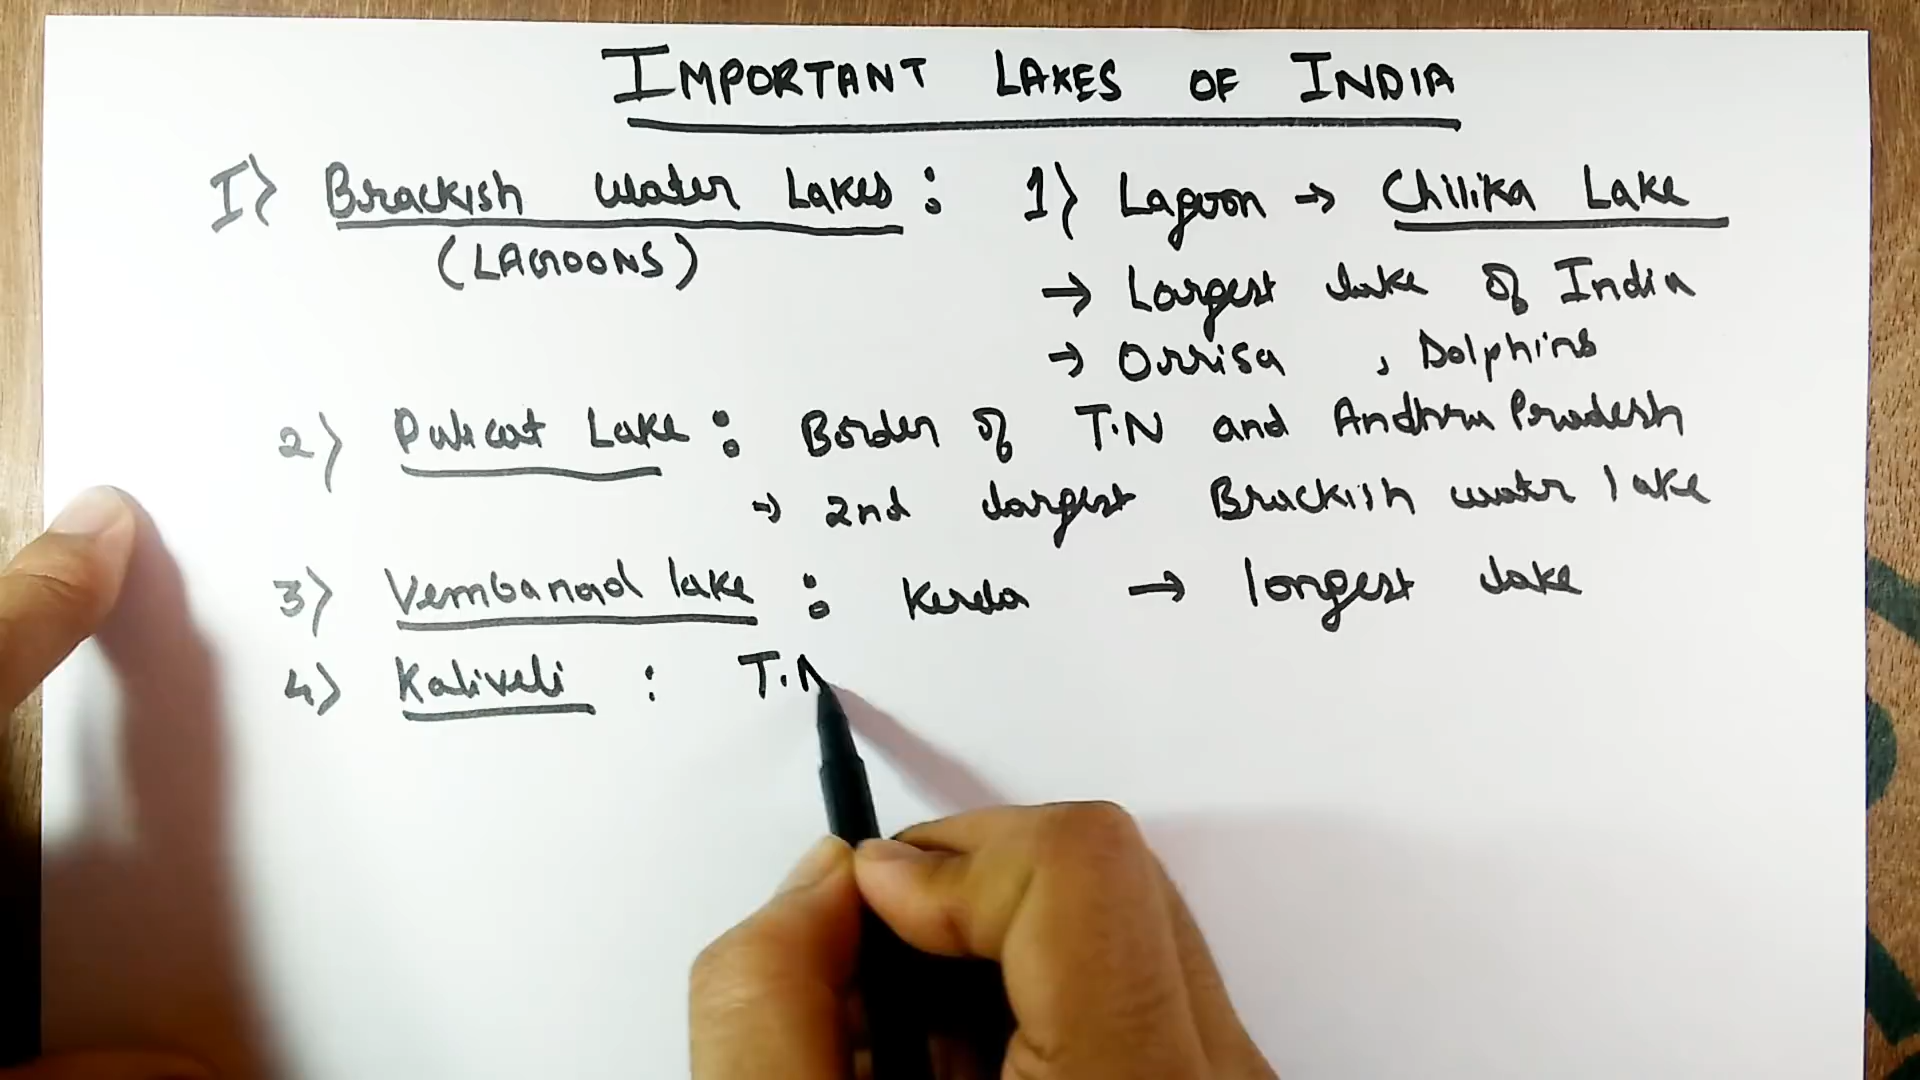 IMPORTANT LAKES OF INDIA
I) Brackish water Lakes : 1) Lagoon → Chilika Lake
(LAGOONS)
→ Largest lake of India
→ Orrisa , Dolphins
2) Pulicat Lake : Border of T.N and Andhra Pradesh
→ 2nd largest Brackish water lake
3) Vembanad lake : Kerela → longest lake
4) Kaliveli : T.N